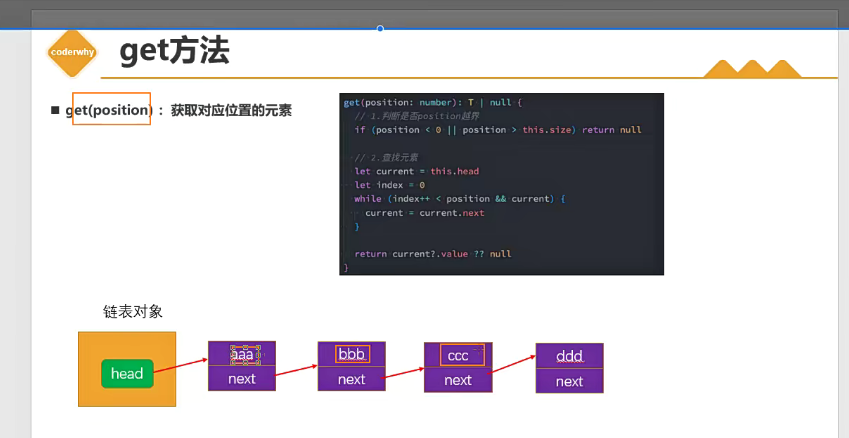 coderwhy
get方法
get(position) ： 获取对应位置的元素
get(position: number): T | null {
// 1.判断是否position越界
if (position < 0 || position > this.size) return null
// 2.查找元素
let current = this.head
let index = 0
while (index++ < position && current) {
current = current.next
}
return current?.value ?? null
}
链表对象
head
aaa
next
bbb
next
ccc
next
ddd
next